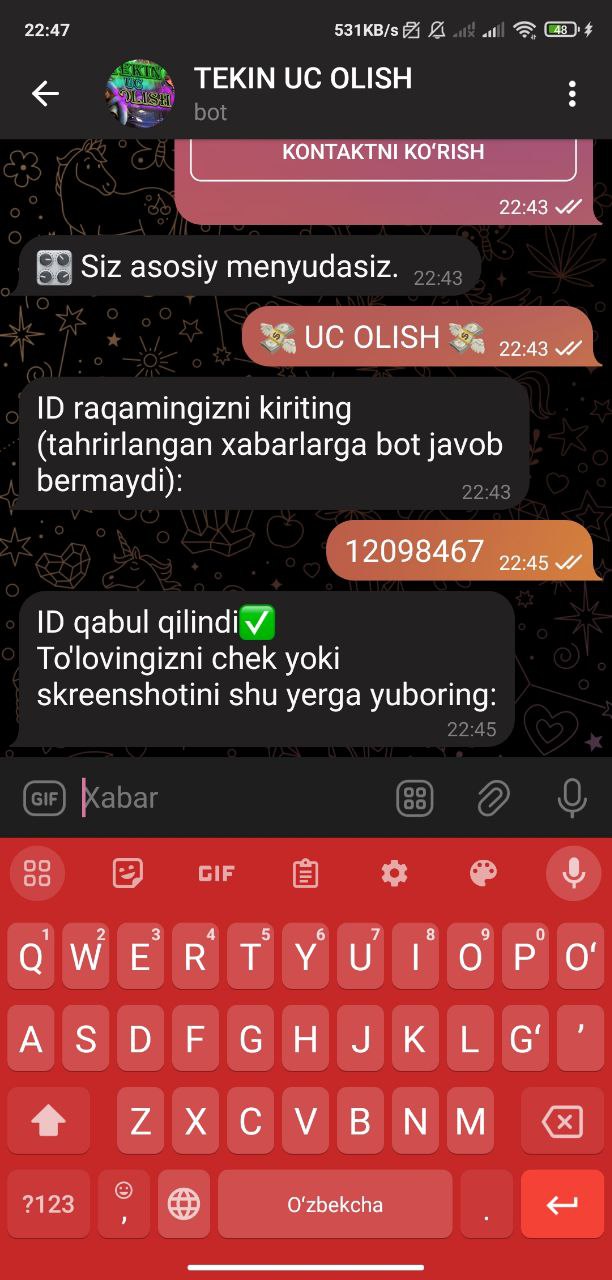 22:47
531KB/s
48
TEKIN UC OLISH
bot
TEKIN
UC
OLISH
KONTAKTNI KO‘RISH
22:43
Siz asosiy menyudasiz.
22:43
UC OLISH
22:43
ID raqamingizni kiriting
(tahrirlangan xabarlarga bot javob
bermaydi):
22:43
12098467
22:45
ID qabul qilindi✅
To'lovingizni chek yoki
skreenshotini shu yerga yuboring:
22:45
GIF Xabar
GIF
1 2 3 4 5 6 7 8 9 0
Q W E R T Y U I O P O‘
A S D F G H J K L G‘ ’
Z X C V B N M
?123 , O‘zbekcha .